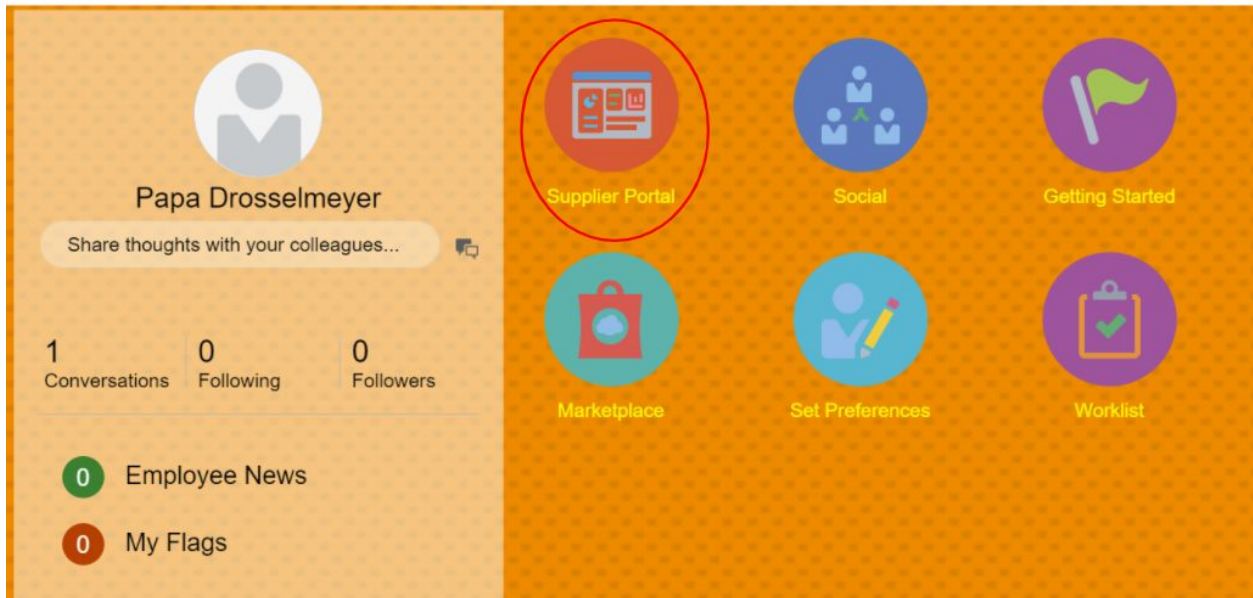 Papa Drosselmeyer
Share thoughts with your colleagues...
1
Conversations
0
Following
0
Followers
0 Employee News
0 My Flags
Supplier Portal
Social
Getting Started
Marketplace
Set Preferences
Worklist